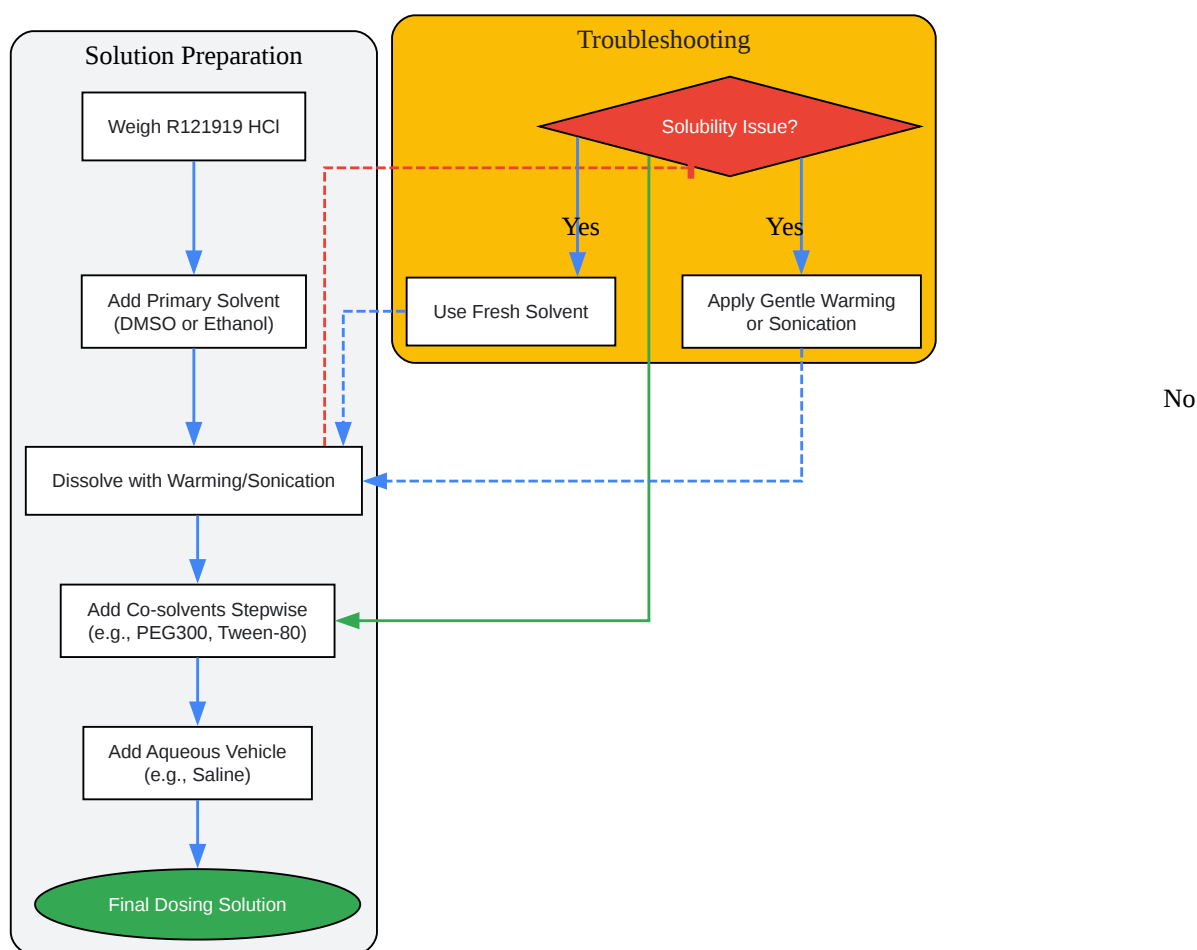 Solution Preparation
Weigh R121919 HCl
Add Primary Solvent
(DMSO or Ethanol)
Dissolve with Warming/Sonication
Add Co-solvents Stepwise
(e.g., PEG300, Tween-80)
Add Aqueous Vehicle
(e.g., Saline)
Final Dosing Solution
Troubleshooting
Solubility Issue?
Yes
Yes
Use Fresh Solvent
Apply Gentle Warming
or Sonication
No